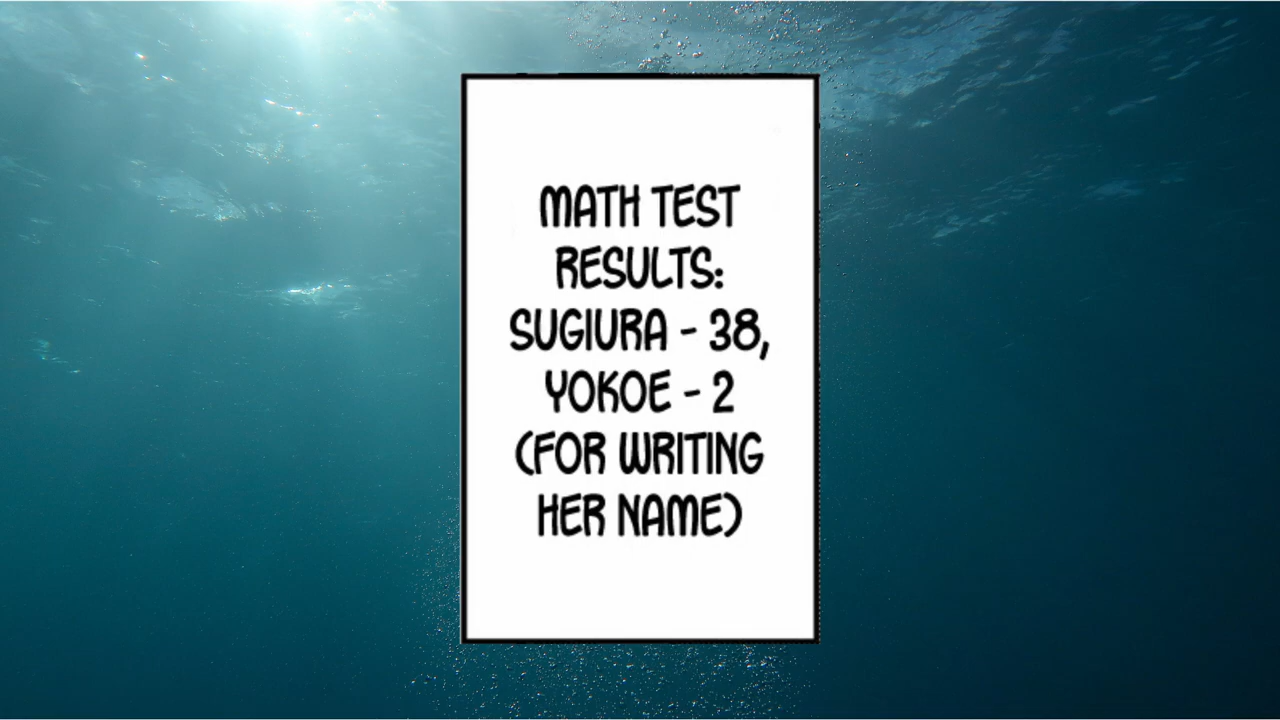 MATH TEST
RESULTS:
SUGIURA - 38,
YOKOE - 2
(FOR WRITING
HER NAME)